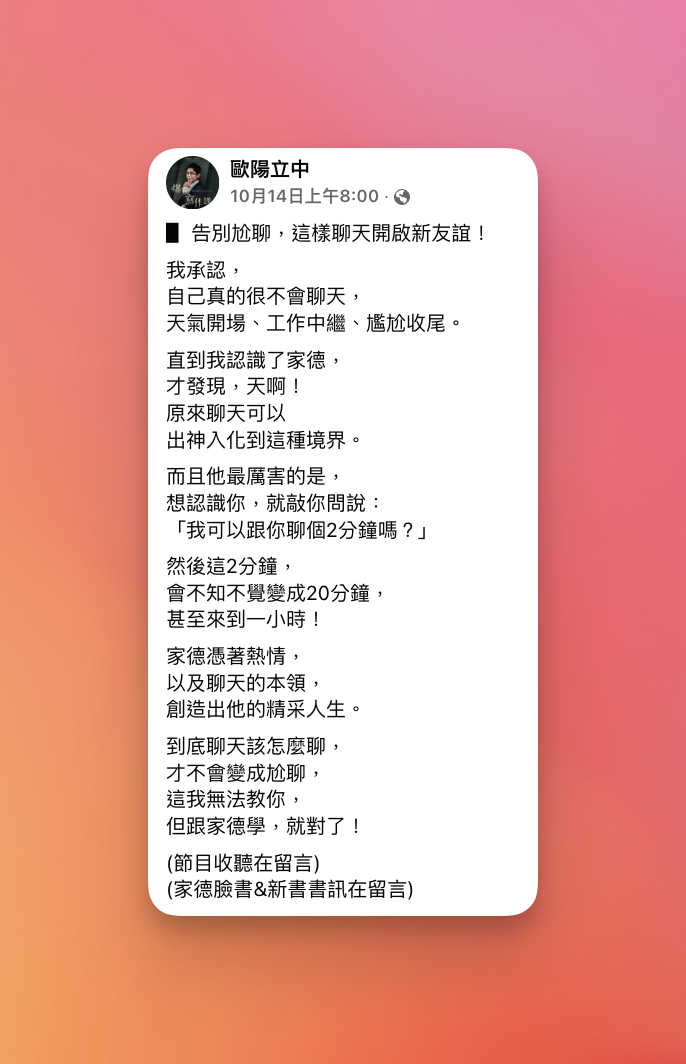 歐陽立中
10月14日上午8:00 ·
█ 告別尬聊，這樣聊天開啟新友誼！
我承認，
自己真的很不會聊天，
天氣開場、工作中繼、尷尬收尾。
直到我認識了家德，
才發現，天啊！
原來聊天可以
出神入化到這種境界。
而且他最厲害的是，
想認識你，就敲你問說：
「我可以跟你聊個2分鐘嗎？」
然後這2分鐘，
會不知不覺變成20分鐘，
甚至來到一小時！
家德憑著熱情，
以及聊天的本領，
創造出他的精采人生。
到底聊天該怎麼聊，
才不會變成尬聊，
這我無法教你，
但跟家德學，就對了！
(節目收聽在留言)
(家德臉書&新書書訊在留言)